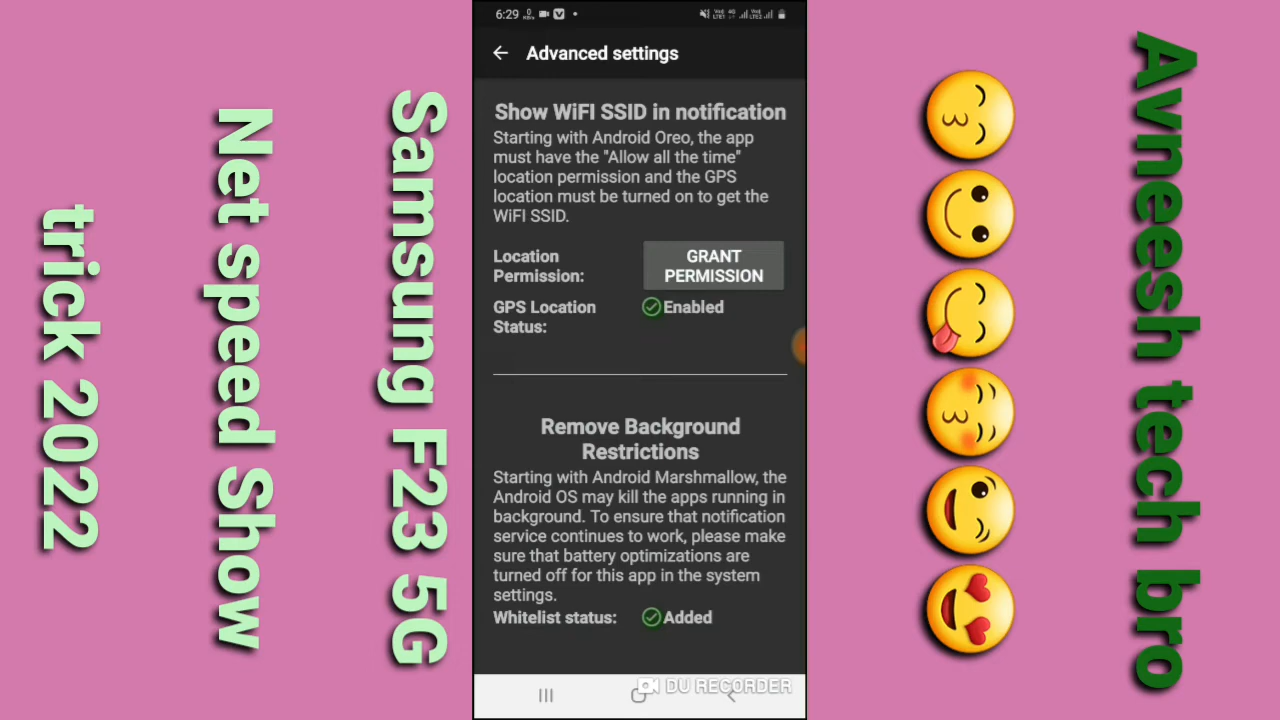 trick 2022
Net speed Show
Samsung F23 5G
6:29
Advanced settings
Show WiFI SSID in notification
Starting with Android Oreo, the app
must have the "Allow all the time"
location permission and the GPS
location must be turned on to get the
WiFI SSID.
Location
Permission:
GRANT
PERMISSION
GPS Location
Status:
Enabled
Remove Background
Restrictions
Starting with Android Marshmallow, the
Android OS may kill the apps running in
background. To ensure that notification
service continues to work, please make
sure that battery optimizations are
turned off for this app in the system
settings.
Whitelist status:
Added
DU RECORDER
Avneesh tech bro